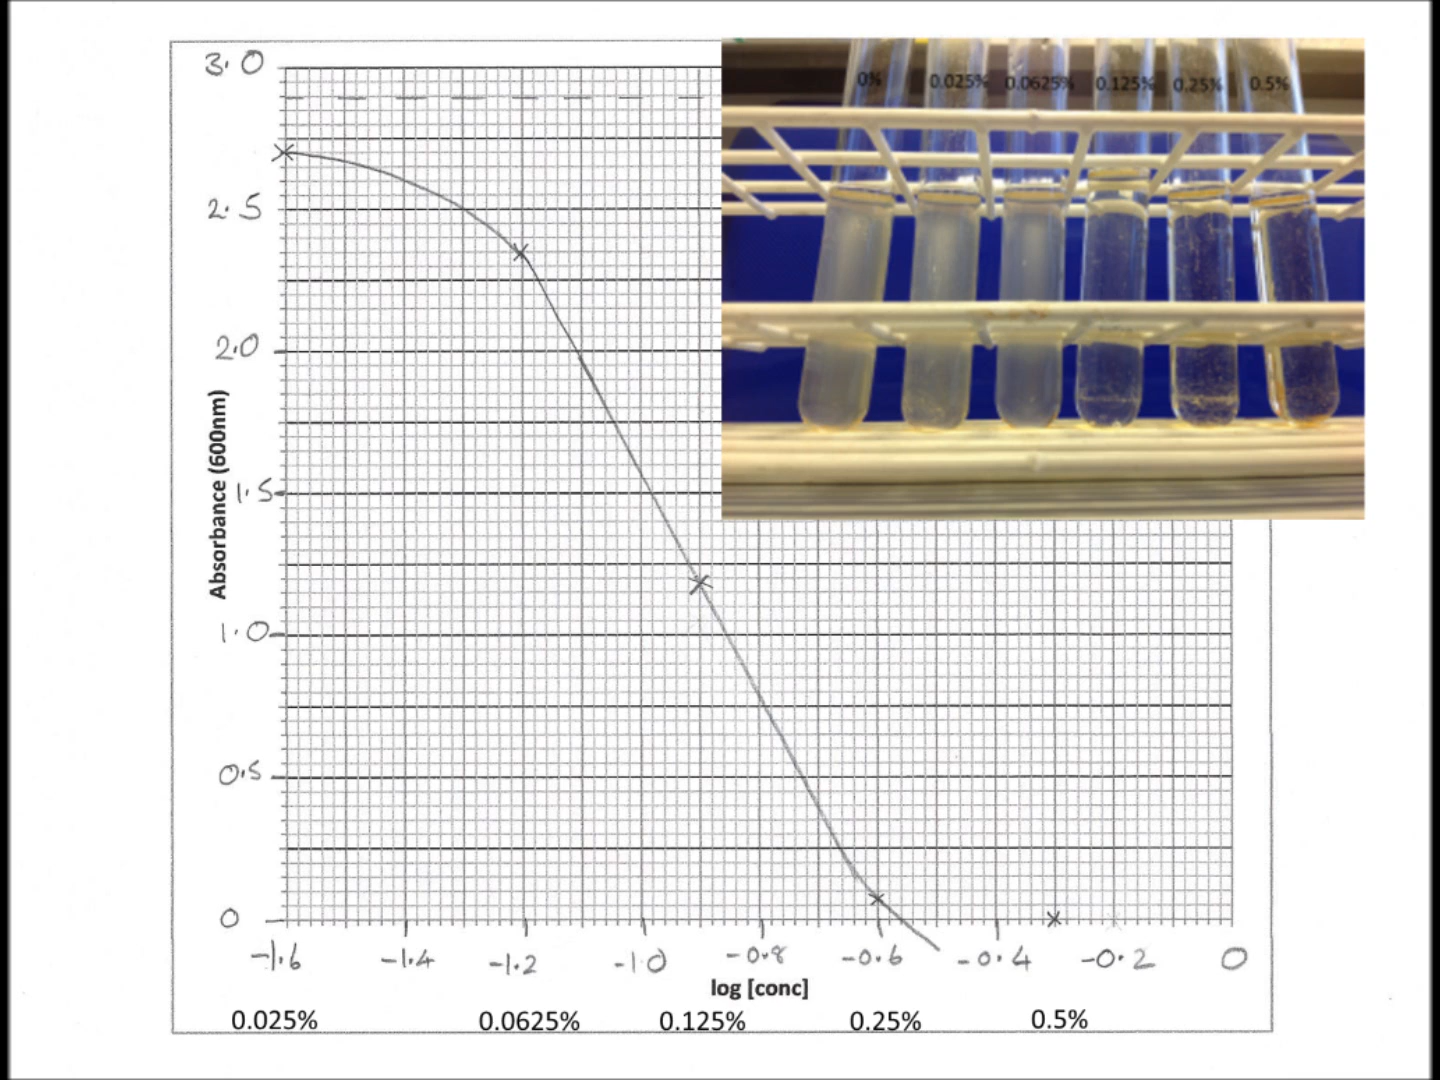 3.0
2.5
2.0
1.5
1.0
0.5
0
Absorbance (600nm)
0% 0.025% 0.0625% 0.125% 0.25% 0.5%
-1.6 -1.4 -1.2 -1.0 -0.8 -0.6 -0.4 -0.2 0
log [conc]
0.025% 0.0625% 0.125% 0.25% 0.5%